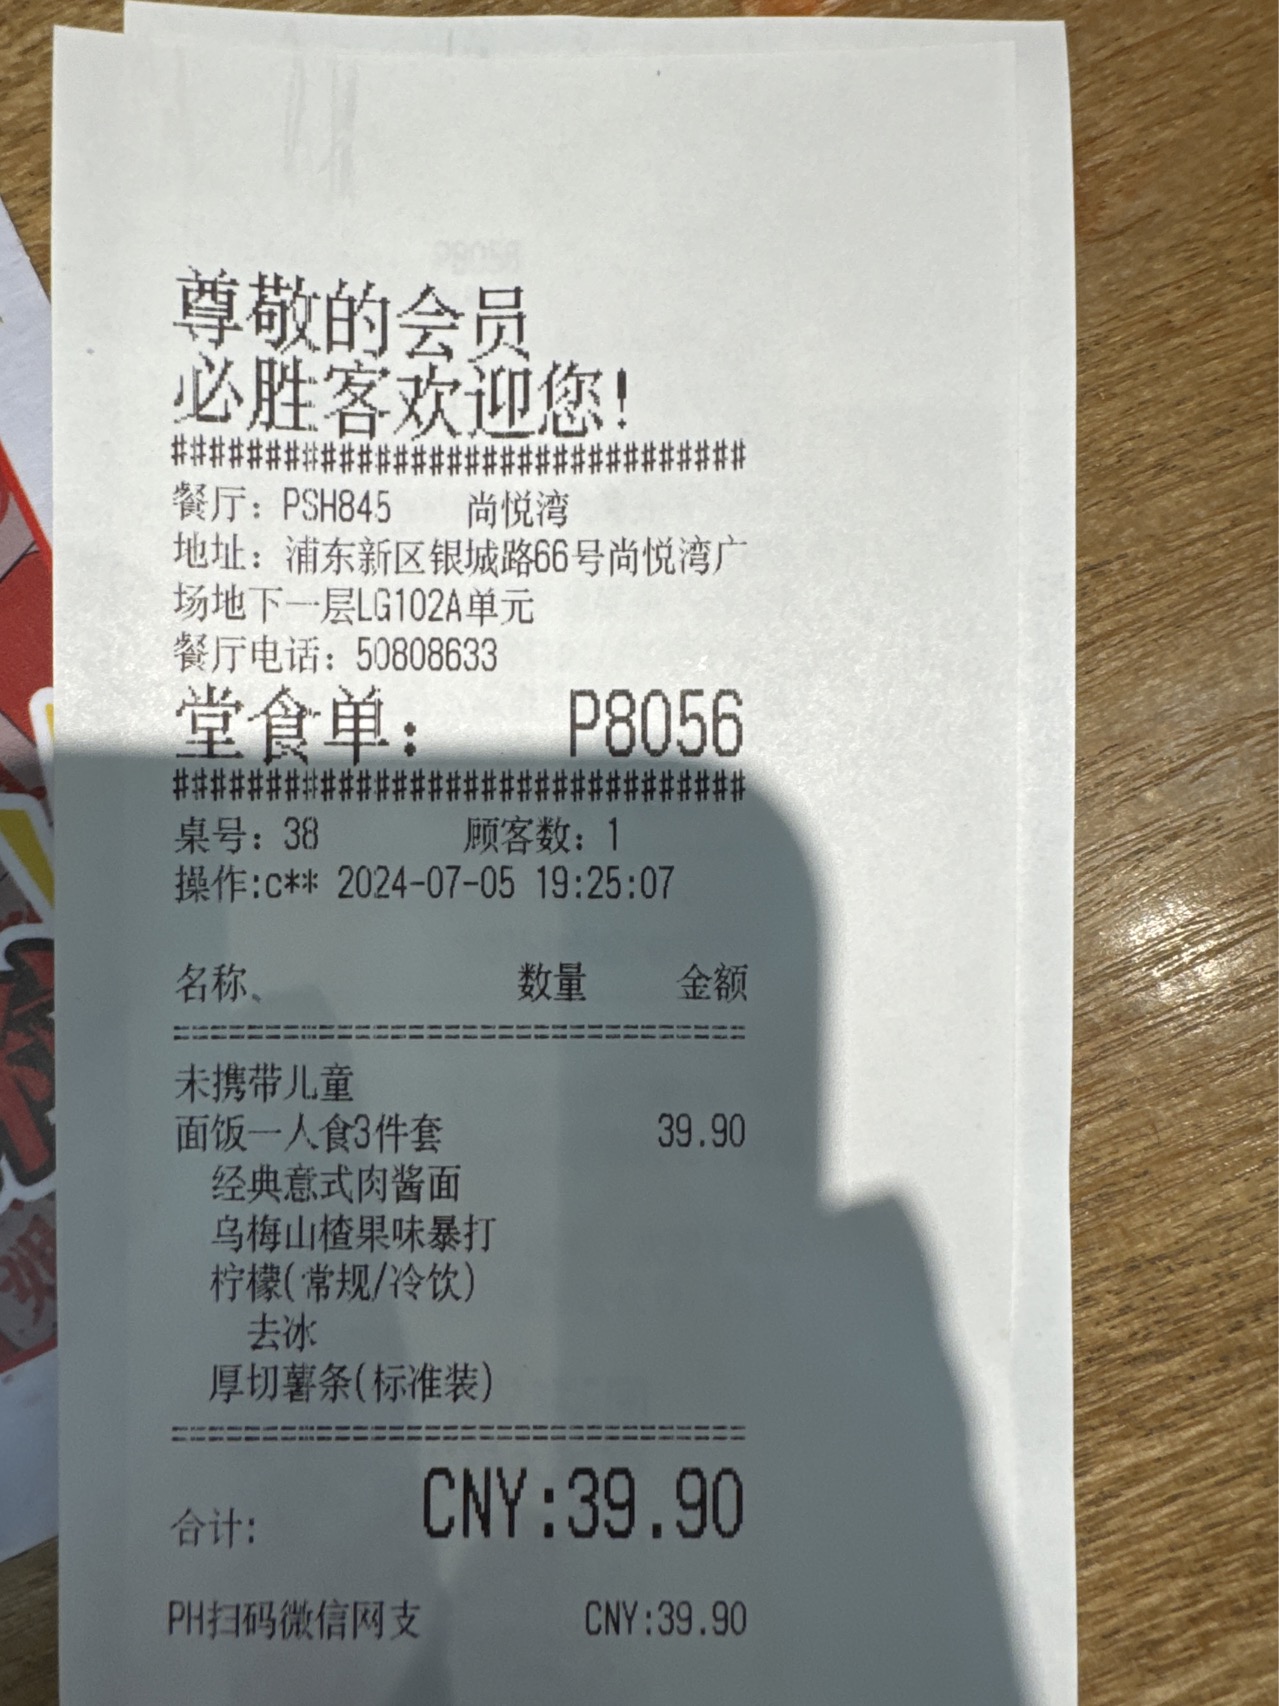 尊敬的会员
必胜客欢迎您!
################################
餐厅: PSH845 尚悦湾
地址: 浦东新区银城路66号尚悦湾广
场地下一层LG102A单元
餐厅电话: 50808633
堂食单: P8056
################################
桌号: 38 顾客数: 1
操作:c** 2024-07-05 19:25:07
名称 数量 金额
================================
未携带儿童
面饭一人食3件套 39.90
经典意式肉酱面
乌梅山楂果味暴打
柠檬(常规/冷饮)
去冰
厚切薯条(标准装)
================================
合计: CNY:39.90
PH扫码微信网支 CNY:39.90